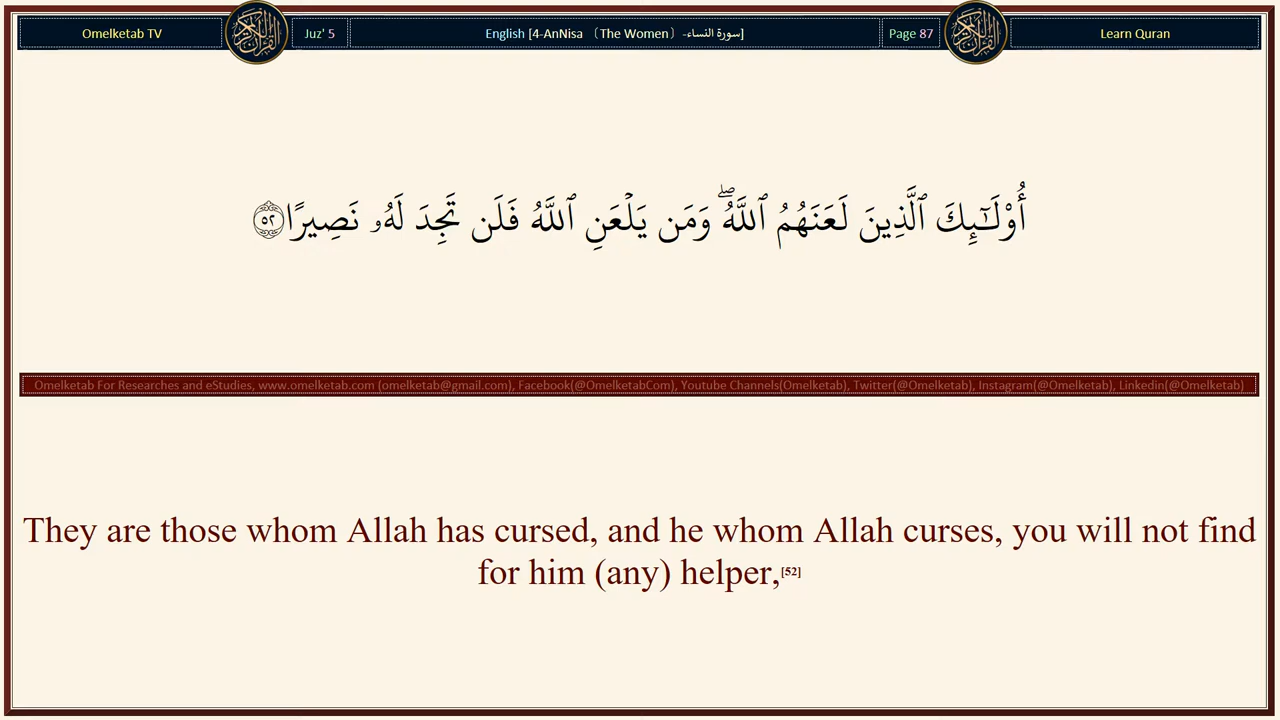 Omelketab TV
Juz' 5
English [4-AnNisa （The Women）-سورة النساء]
Page 87
Learn Quran
أُو۟لَـٰٓئِكَ ٱلَّذِينَ لَعَنَهُمُ ٱللَّهُ ۖ وَمَن يَلْعَنِ ٱللَّهُ فَلَن تَجِدَ لَهُۥ نَصِيرًا ٥٢
Omelketab For Researches and eStudies, www.omelketab.com (omelketab@gmail.com), Facebook(@OmelketabCom), Youtube Channels(Omelketab), Twitter(@Omelketab), Instagram(@Omelketab), Linkedin(@Omelketab)
They are those whom Allah has cursed, and he whom Allah curses, you will not find
for him (any) helper,[52]